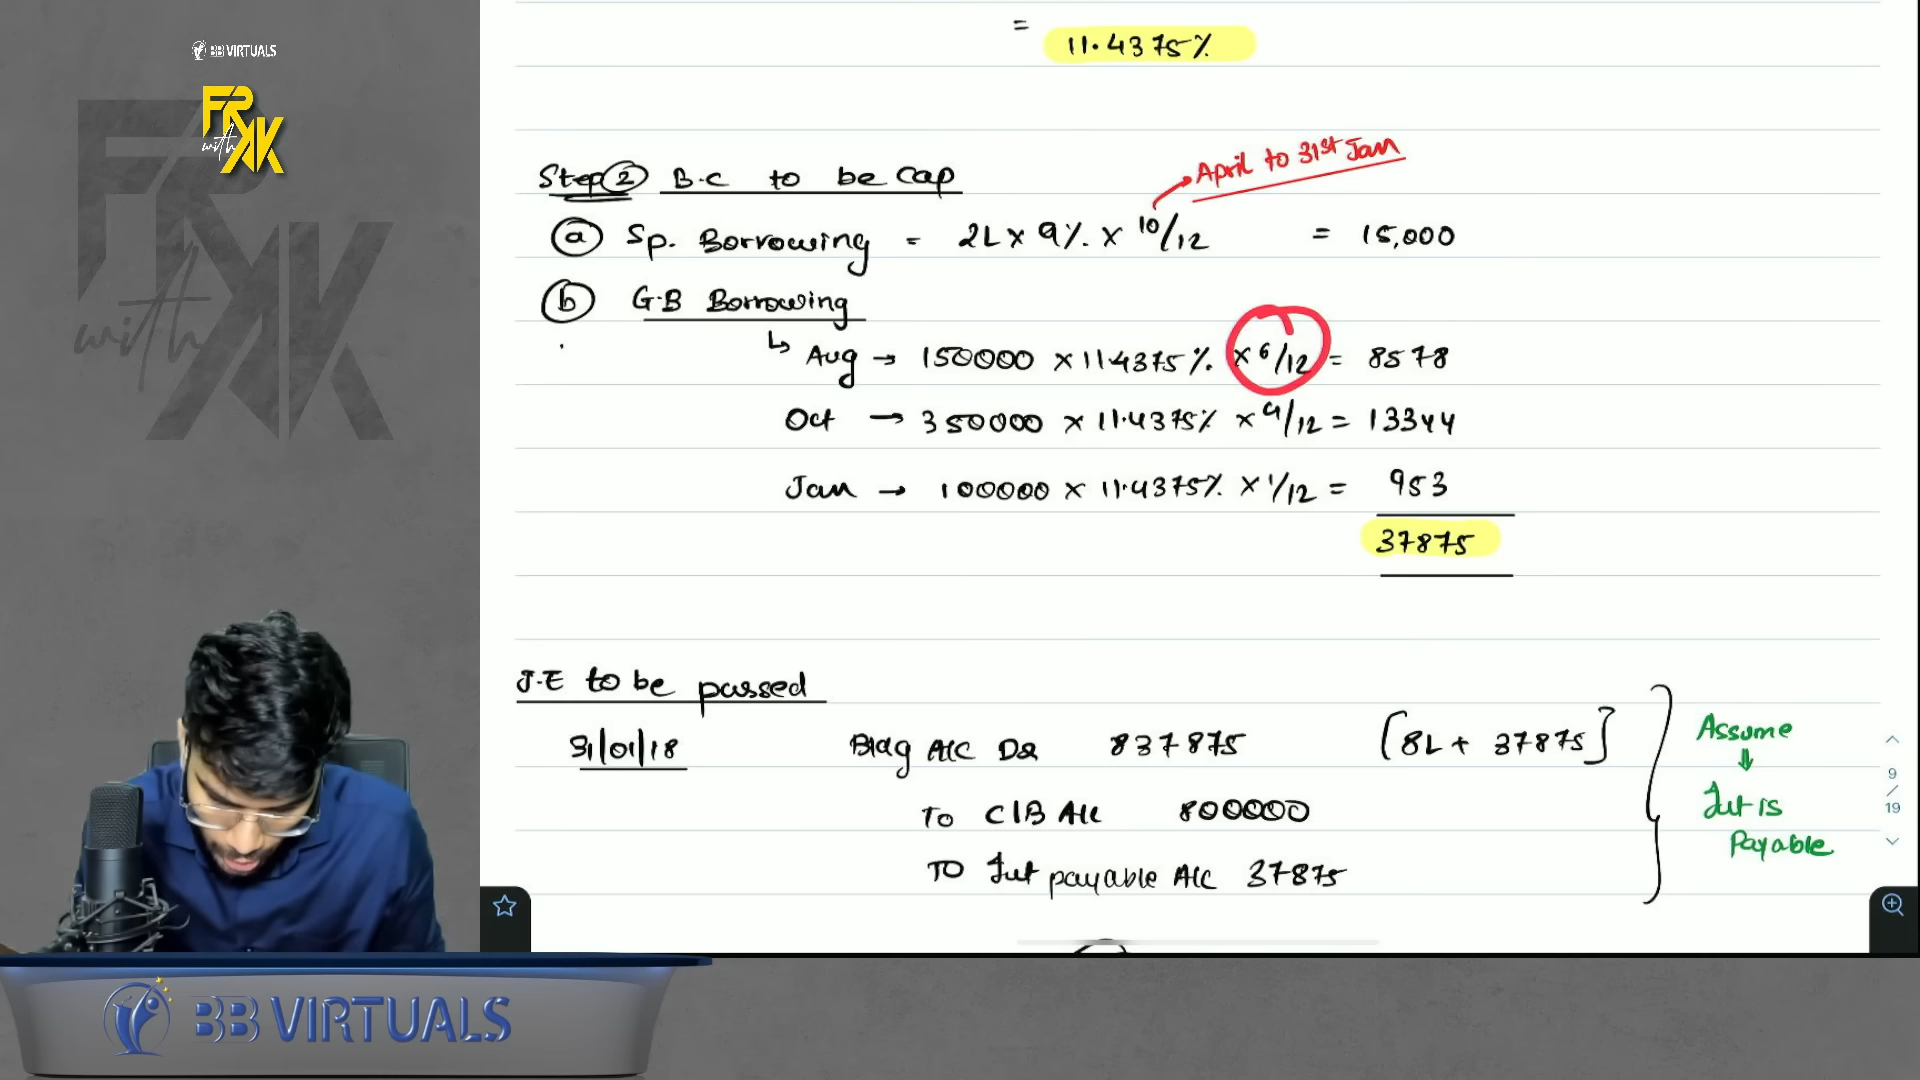 BB VIRTUALS
FR
with
AK
FR
with
AK
=
11.4375%
April to 31st Jan
Step 2 B.C to be cap
a Sp. Borrowing = 2L x 9% x 10/12 = 15,000
b G.B Borrowing
↳ Aug → 150000 x 11.4375% x 6/12 = 8578
Oct → 350000 x 11.4375% x 4/12 = 13344
Jan → 100000 x 11.4375% x 1/12 = 953
37875
J.E to be passed
31/01/18 Bldg A/C Dr 837875 [8L + 37875]
To C/B A/c 800000
TO Int payable A/C 37875
Assume
↓
Int is
Payable
9
/
19
BB VIRTUALS